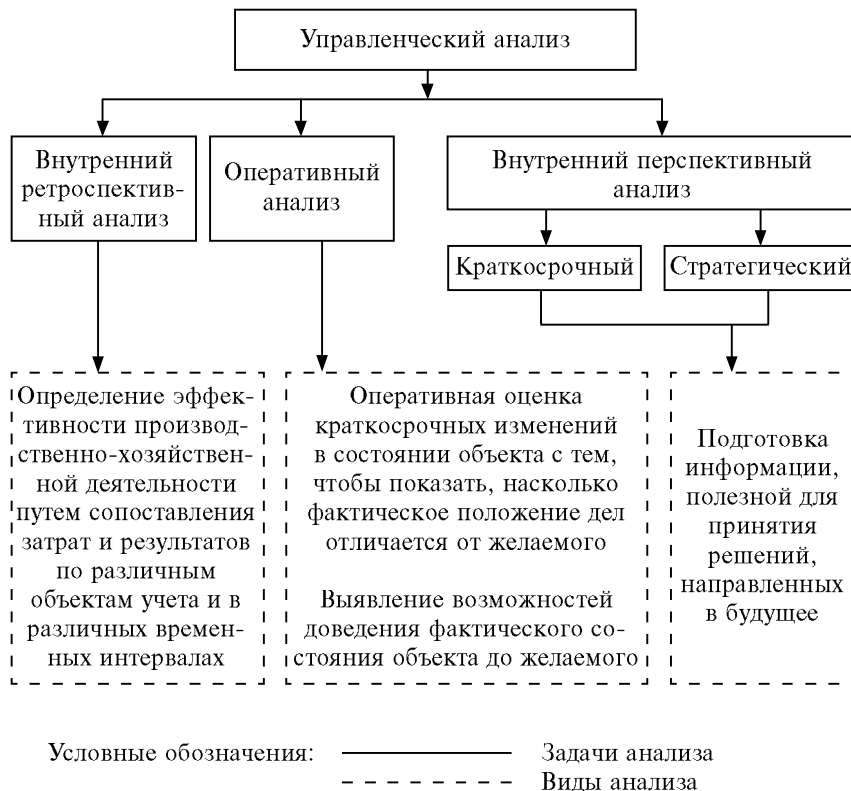 Управленческий анализ
Внутренний
ретроспектив-
ный анализ
Оперативный
анализ
Внутренний перспективный
анализ
Краткосрочный
Стратегический
Определение эффек-
тивности производ-
ственно-хозяйствен-
ной деятельности
путем сопоставления
затрат и результатов
по различным
объектам учета и в
различных времен-
ных интервалах
Оперативная оценка
краткосрочных изменений
в состоянии объекта с тем,
чтобы показать, насколько
фактическое положение дел
отличается от желаемого
Выявление возможностей
доведения фактического со-
стояния объекта до желаемого
Подготовка
информации,
полезной для
принятия
решений,
направленных
в будущее
Условные обозначения:
Задачи анализа
Виды анализа